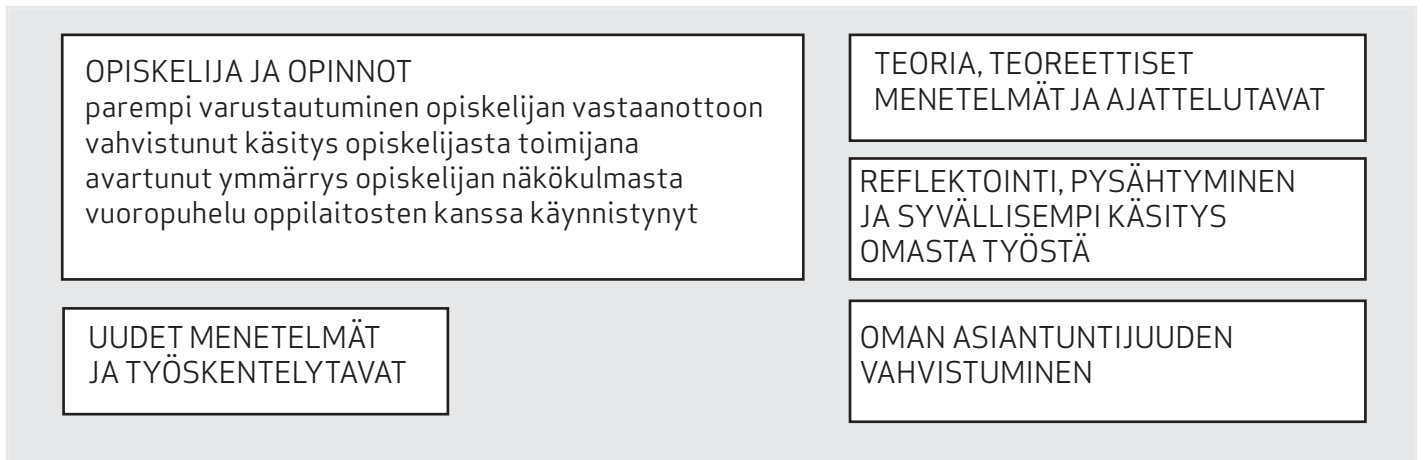 OPISKELIJA JA OPINNOT
parempi varustautuminen opiskelijan vastaanottoon
vahvistunut käsitys opiskelijasta toimijana
avartunut ymmärrys opiskelijan näkökulmasta
vuoropuhelu oppilaitosten kanssa käynnistynyt
UUDET MENETELMÄT
JA TYÖSKENTELYTAVAT
TEORIA, TEOREETTISET
MENETELMÄT JA AJATTELUTAVAT
REFLEKTOINTI, PYSÄHTYMINEN
JA SYVÄLLISEMPI KÄSITYS
OMASTA TYÖSTÄ
OMAN ASIANTUNTIJUUDEN
VAHVISTUMINEN